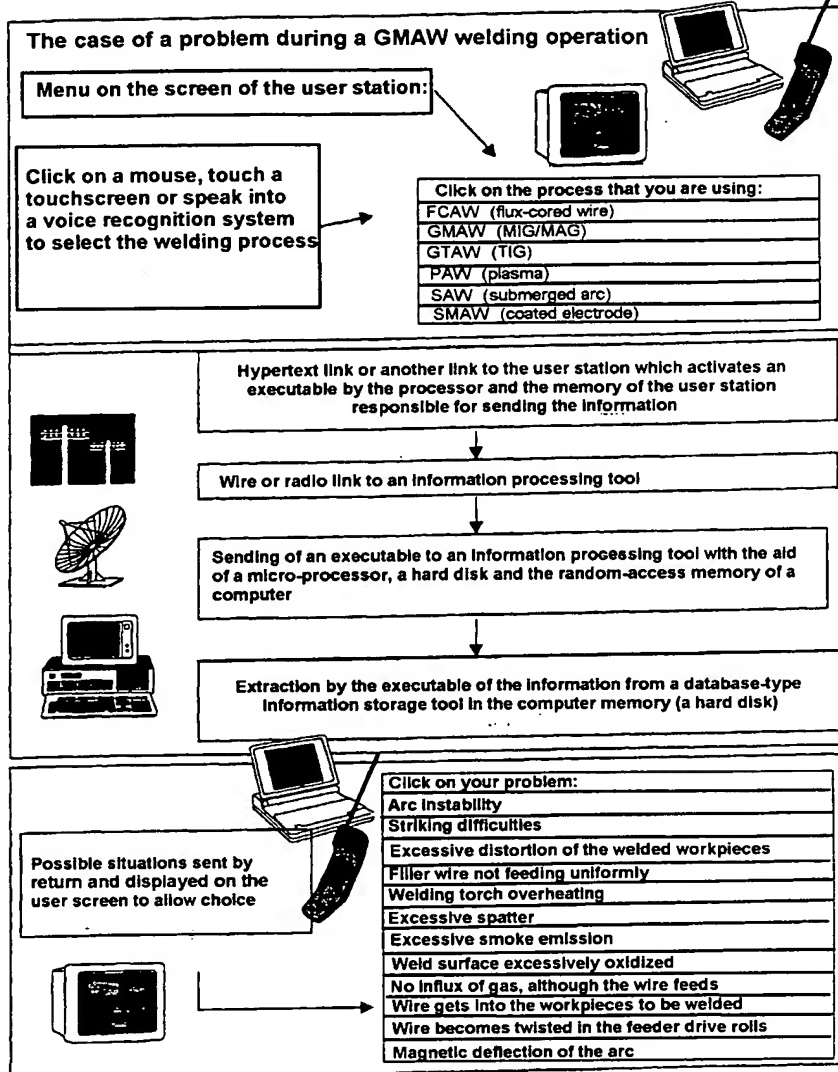 The case of a problem during a GMAW welding operation
Menu on the screen of the user station:
Click on a mouse, touch a
touchscreen or speak into
a voice recognition system
to select the welding process
Click on the process that you are using:
FCAW (flux-cored wire)
GMAW (MIG/MAG)
GTAW (TIG)
PAW (plasma)
SAW (submerged arc)
SMAW (coated electrode)
Hypertext link or another link to the user station which activates an
executable by the processor and the memory of the user station
responsible for sending the information
Wire or radio link to an information processing tool
Sending of an executable to an information processing tool with the aid
of a micro-processor, a hard disk and the random-access memory of a
computer
Extraction by the executable of the information from a database-type
information storage tool in the computer memory (a hard disk)
Possible situations sent by
return and displayed on the
user screen to allow choice
Click on your problem:
Arc instability
Striking difficulties
Excessive distortion of the welded workpieces
Filler wire not feeding uniformly
Welding torch overheating
Excessive spatter
Excessive smoke emission
Weld surface excessively oxidized
No influx of gas, although the wire feeds
Wire gets into the workpieces to be welded
Wire becomes twisted in the feeder drive rolls
Magnetic deflection of the arc